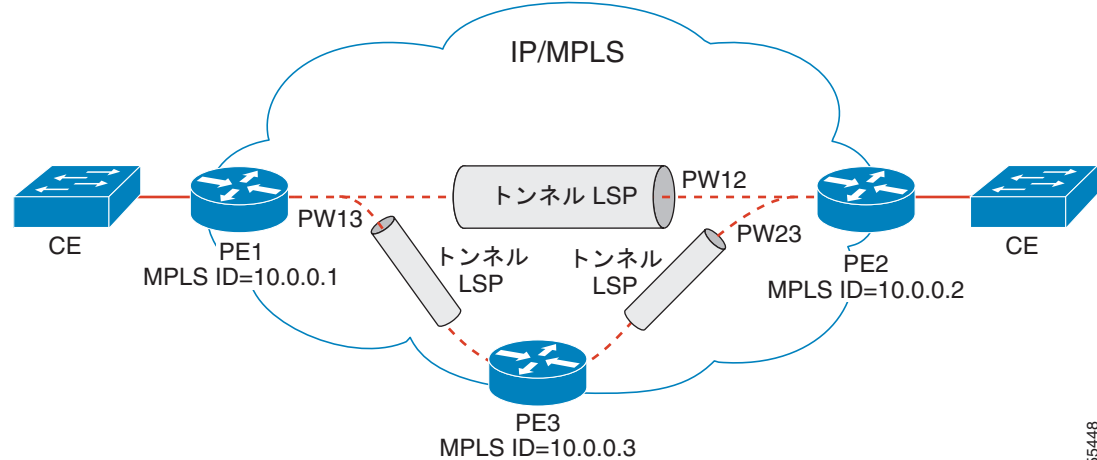 IP/MPLS
トンネル LSP
PW12
PW13
PW23
CE
PE1
MPLS ID=10.0.0.1
トンネル
LSP
トンネル
LSP
PE2
MPLS ID=10.0.0.2
CE
PE3
MPLS ID=10.0.0.3